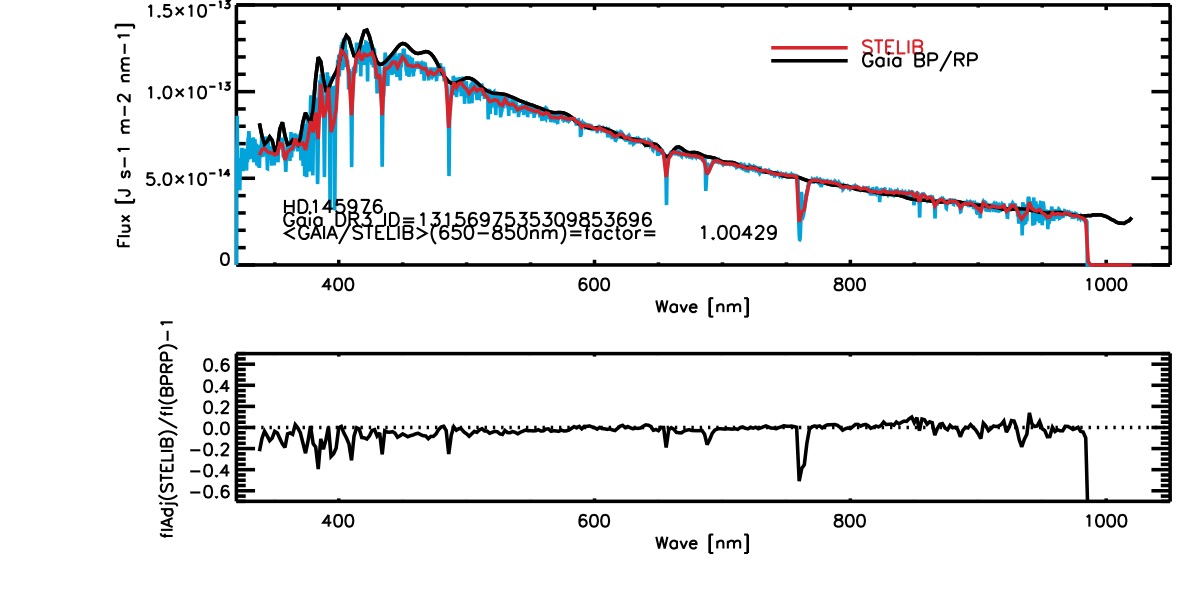 1.5×10−13
1.0×10−13
5.0×10−14
0
Flux [J s−1 m−2 nm−1]
STELIB
Gaia BP/RP
HD145976
Gaia DR3 ID=1315697535309853696
<GAIA/STELIB>(650−850nm)=factor= 1.00429
400 600 800 1000
Wave [nm]
flAdj(STELIB)/fl(BPRP)−1
0.6
0.4
0.2
0.0
−0.2
−0.4
−0.6
400 600 800 1000
Wave [nm]